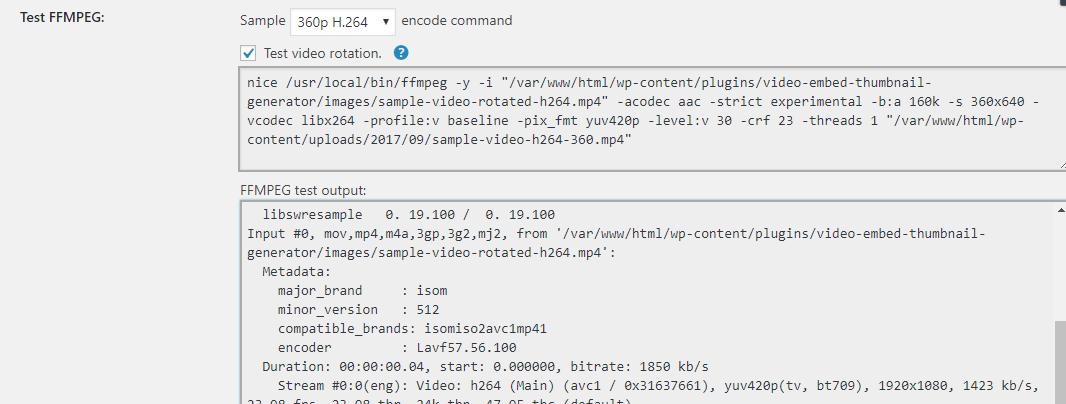 Test FFMPEG:
Sample 360p H.264 encode command
Test video rotation. ?
nice /usr/local/bin/ffmpeg -y -i "/var/www/html/wp-content/plugins/video-embed-thumbnail-
generator/images/sample-video-rotated-h264.mp4" -acodec aac -strict experimental -b:a 160k -s 360x640 -
vcodec libx264 -profile:v baseline -pix_fmt yuv420p -level:v 30 -crf 23 -threads 1 "/var/www/html/wp-
content/uploads/2017/09/sample-video-h264-360.mp4"
FFMPEG test output:
libswresample 0. 19.100 / 0. 19.100
Input #0, mov,mp4,m4a,3gp,3g2,mj2, from '/var/www/html/wp-content/plugins/video-embed-thumbnail-
generator/images/sample-video-rotated-h264.mp4':
Metadata:
major_brand : isom
minor_version : 512
compatible_brands: isomiso2avc1mp41
encoder : Lavf57.56.100
Duration: 00:00:00.04, start: 0.000000, bitrate: 1850 kb/s
Stream #0:0(eng): Video: h264 (Main) (avc1 / 0x31637661), yuv420p(tv, bt709), 1920x1080, 1423 kb/s,